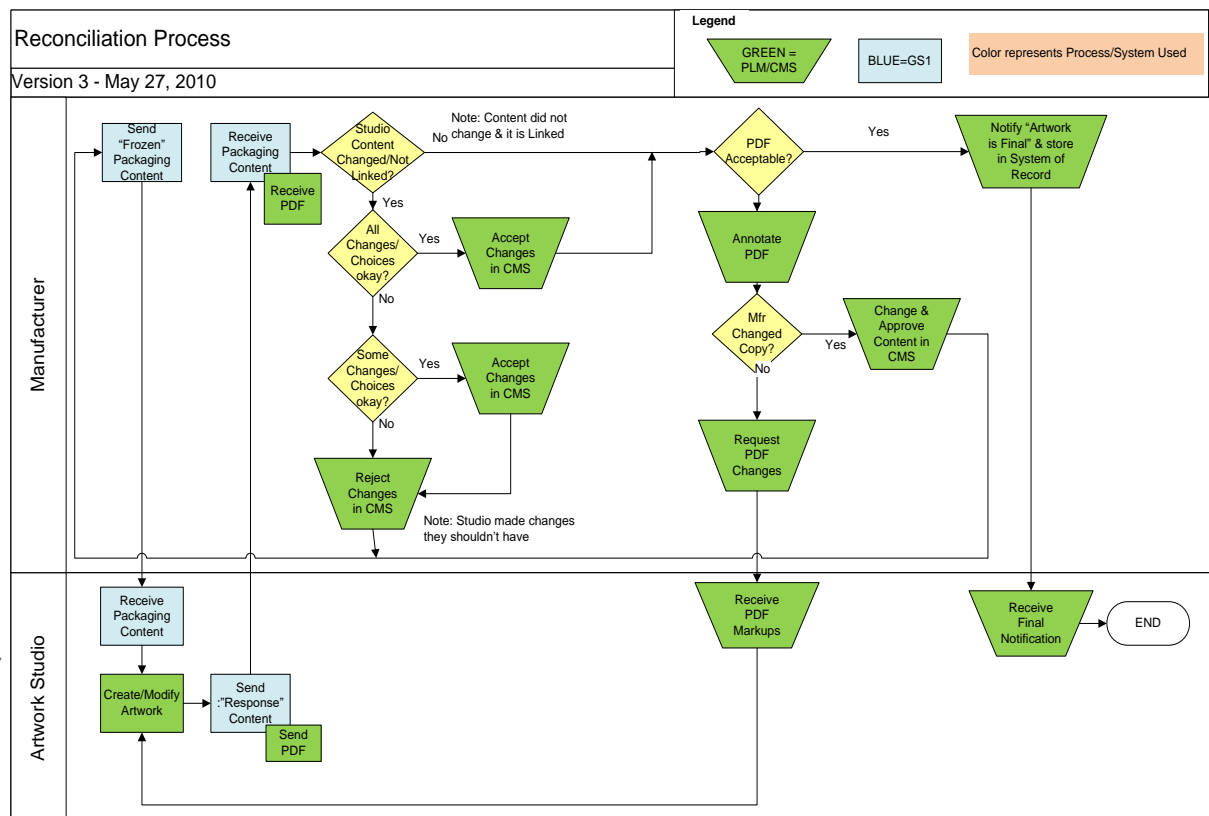 Reconciliation Process
Version 3 - May 27, 2010
Legend
GREEN =
PLM/CMS
BLUE=GS1
Color represents Process/System Used
Manufacturer
Send
“Frozen”
Packaging
Content
Receive
Packaging
Content
Receive
PDF
Studio
Content
Changed/Not
Linked?
No
Note: Content did not
change & it is Linked
PDF
Acceptable?
Yes
Notify “Artwork
is Final” & store
in System of
Record
Yes
All
Changes/
Choices
okay?
Yes
Accept
Changes
in CMS
Annotate
PDF
No
Mfr
Changed
Copy?
Yes
Change &
Approve
Content in
CMS
Some
Changes/
Choices
okay?
Yes
Accept
Changes
in CMS
No
No
Request
PDF
Changes
Reject
Changes
in CMS
Note: Studio made changes
they shouldn’t have
Artwork Studio
Receive
Packaging
Content
Receive
PDF
Markups
Receive
Final
Notification
END
Create/Modify
Artwork
Send
:”Response”
Content
Send
PDF